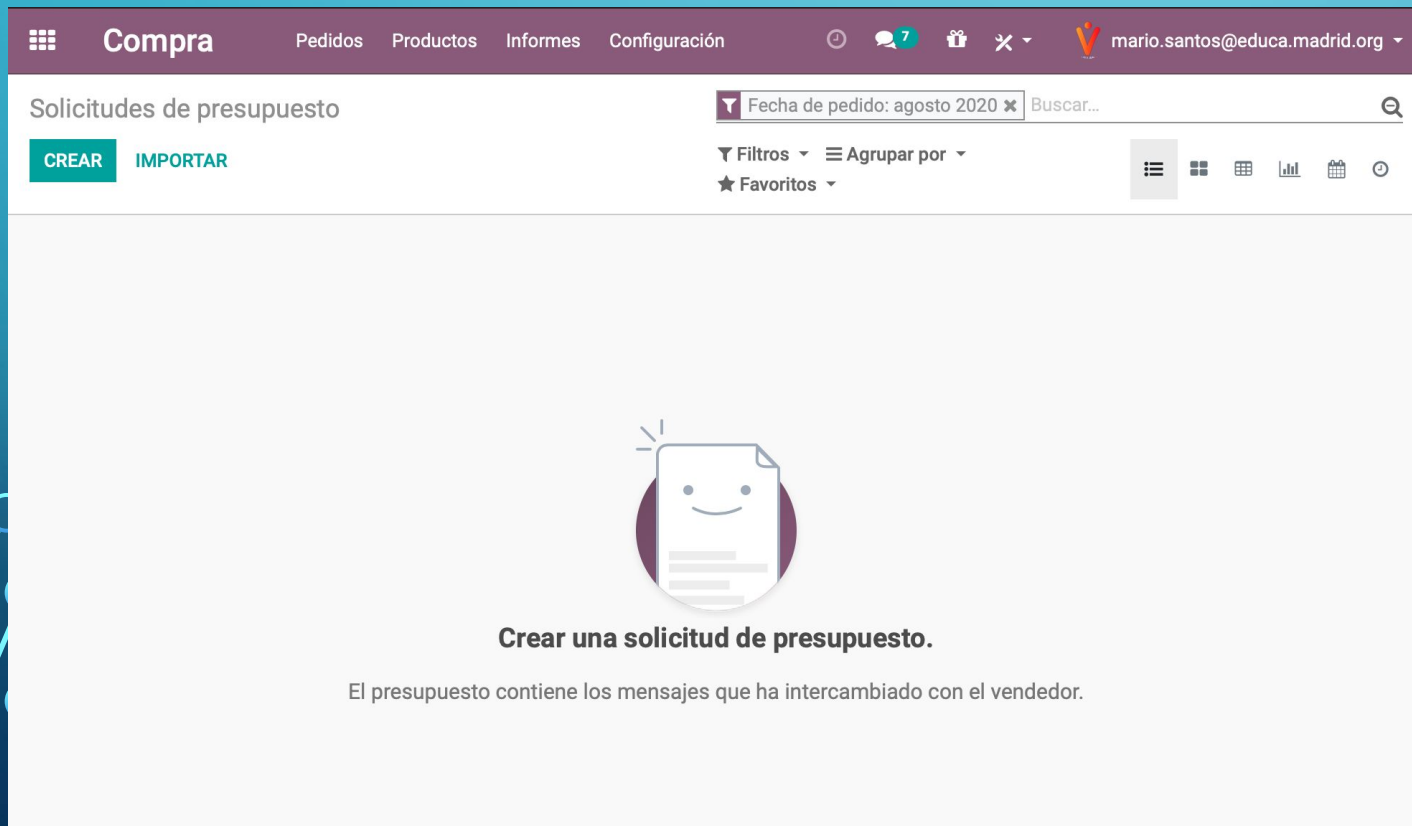 Compra
Pedidos Productos Informes Configuración
7
mario.santos@educa.madrid.org
Solicitudes de presupuesto
Fecha de pedido: agosto 2020 Buscar...
CREAR IMPORTAR
Filtros Agrupar por
Favoritos
Crear una solicitud de presupuesto.
El presupuesto contiene los mensajes que ha intercambiado con el vendedor.